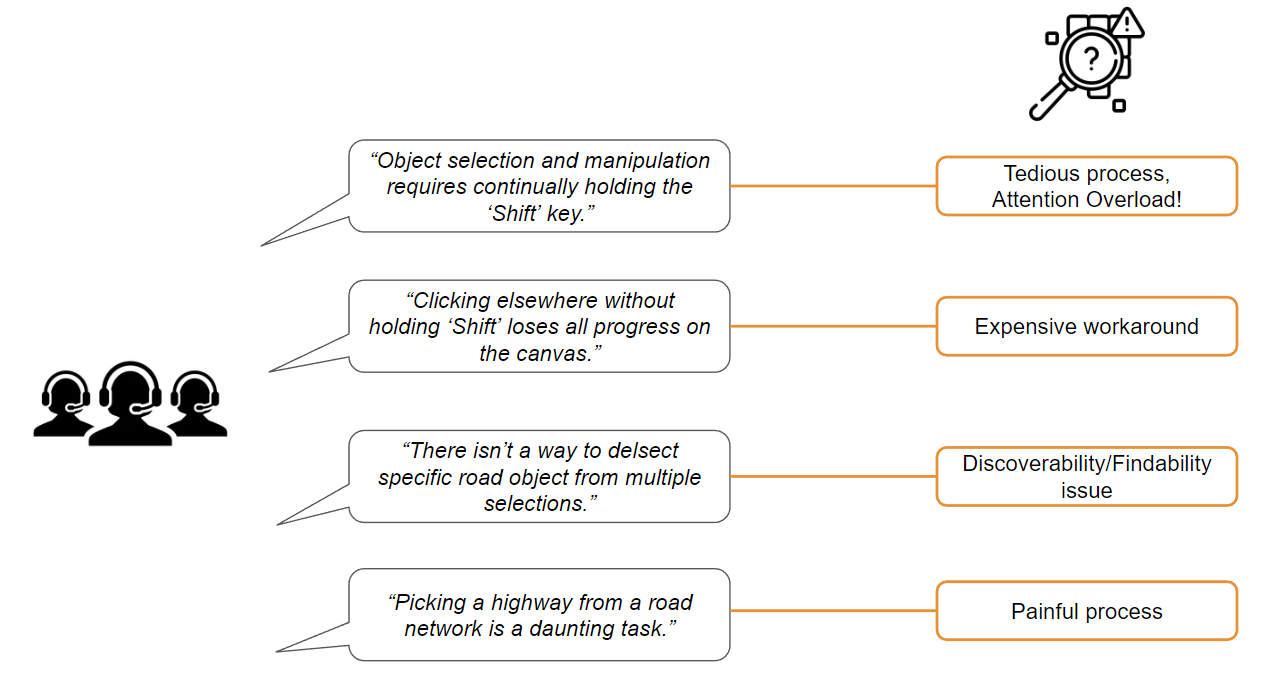 ?
“Object selection and manipulation
requires continually holding the
‘Shift’ key.”
Tedious process,
Attention Overload!
“Clicking elsewhere without
holding ‘Shift’ loses all progress on
the canvas.”
Expensive workaround
“There isn’t a way to delsect
specific road object from multiple
selections.”
Discoverability/Findability
issue
“Picking a highway from a road
network is a daunting task.”
Painful process